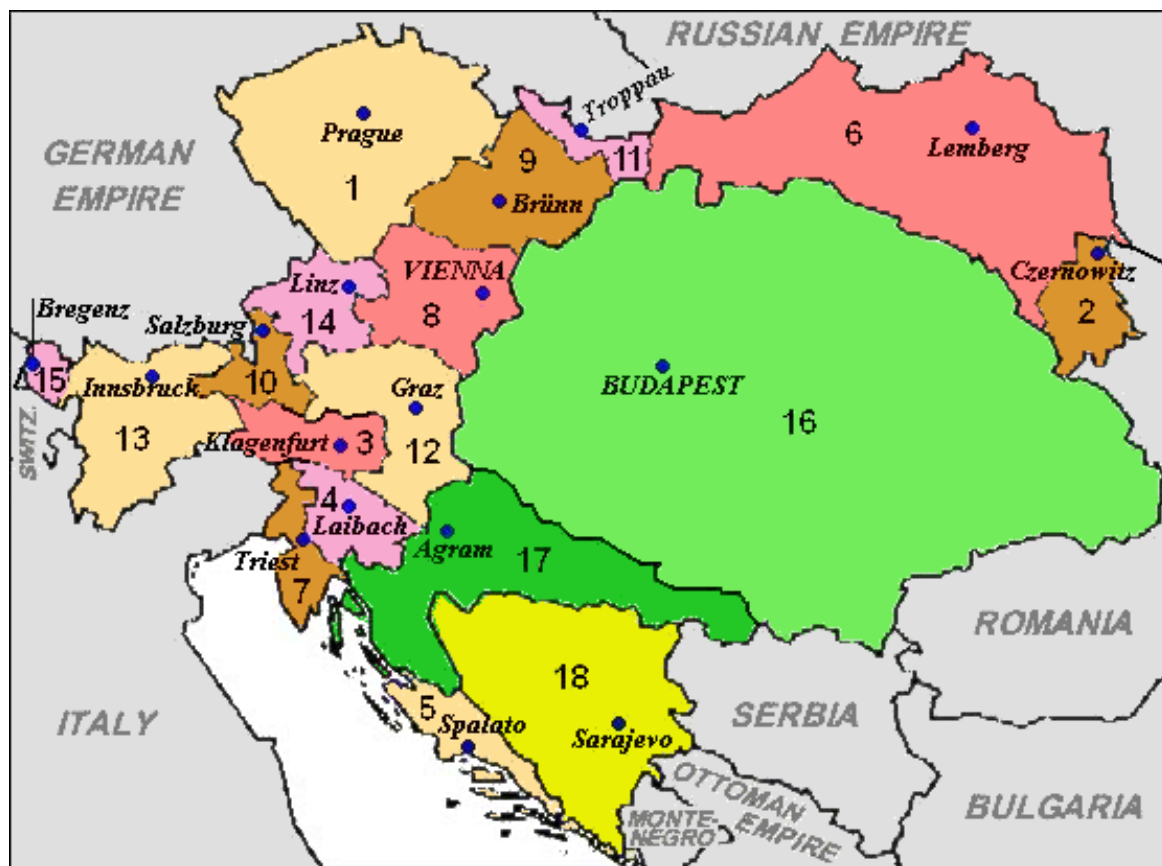 RUSSIAN EMPIRE
Troppau
Prague
Lemberg
6
9
11
GERMAN
EMPIRE
1
Brünn
Linz
VIENNA
Czernowitz
2
Bregenz
Salzburg
14
8
15
Innsbruck
10
Graz
BUDAPEST
16
SWITZ.
13
Klagenfurt
3
12
4
Laibach
Agram
17
Triest
7
ROMANIA
18
5
Spalato
Sarajevo
ITALY
SERBIA
OTTOMAN
EMPIRE
MONTE-
NEGRO
BULGARIA